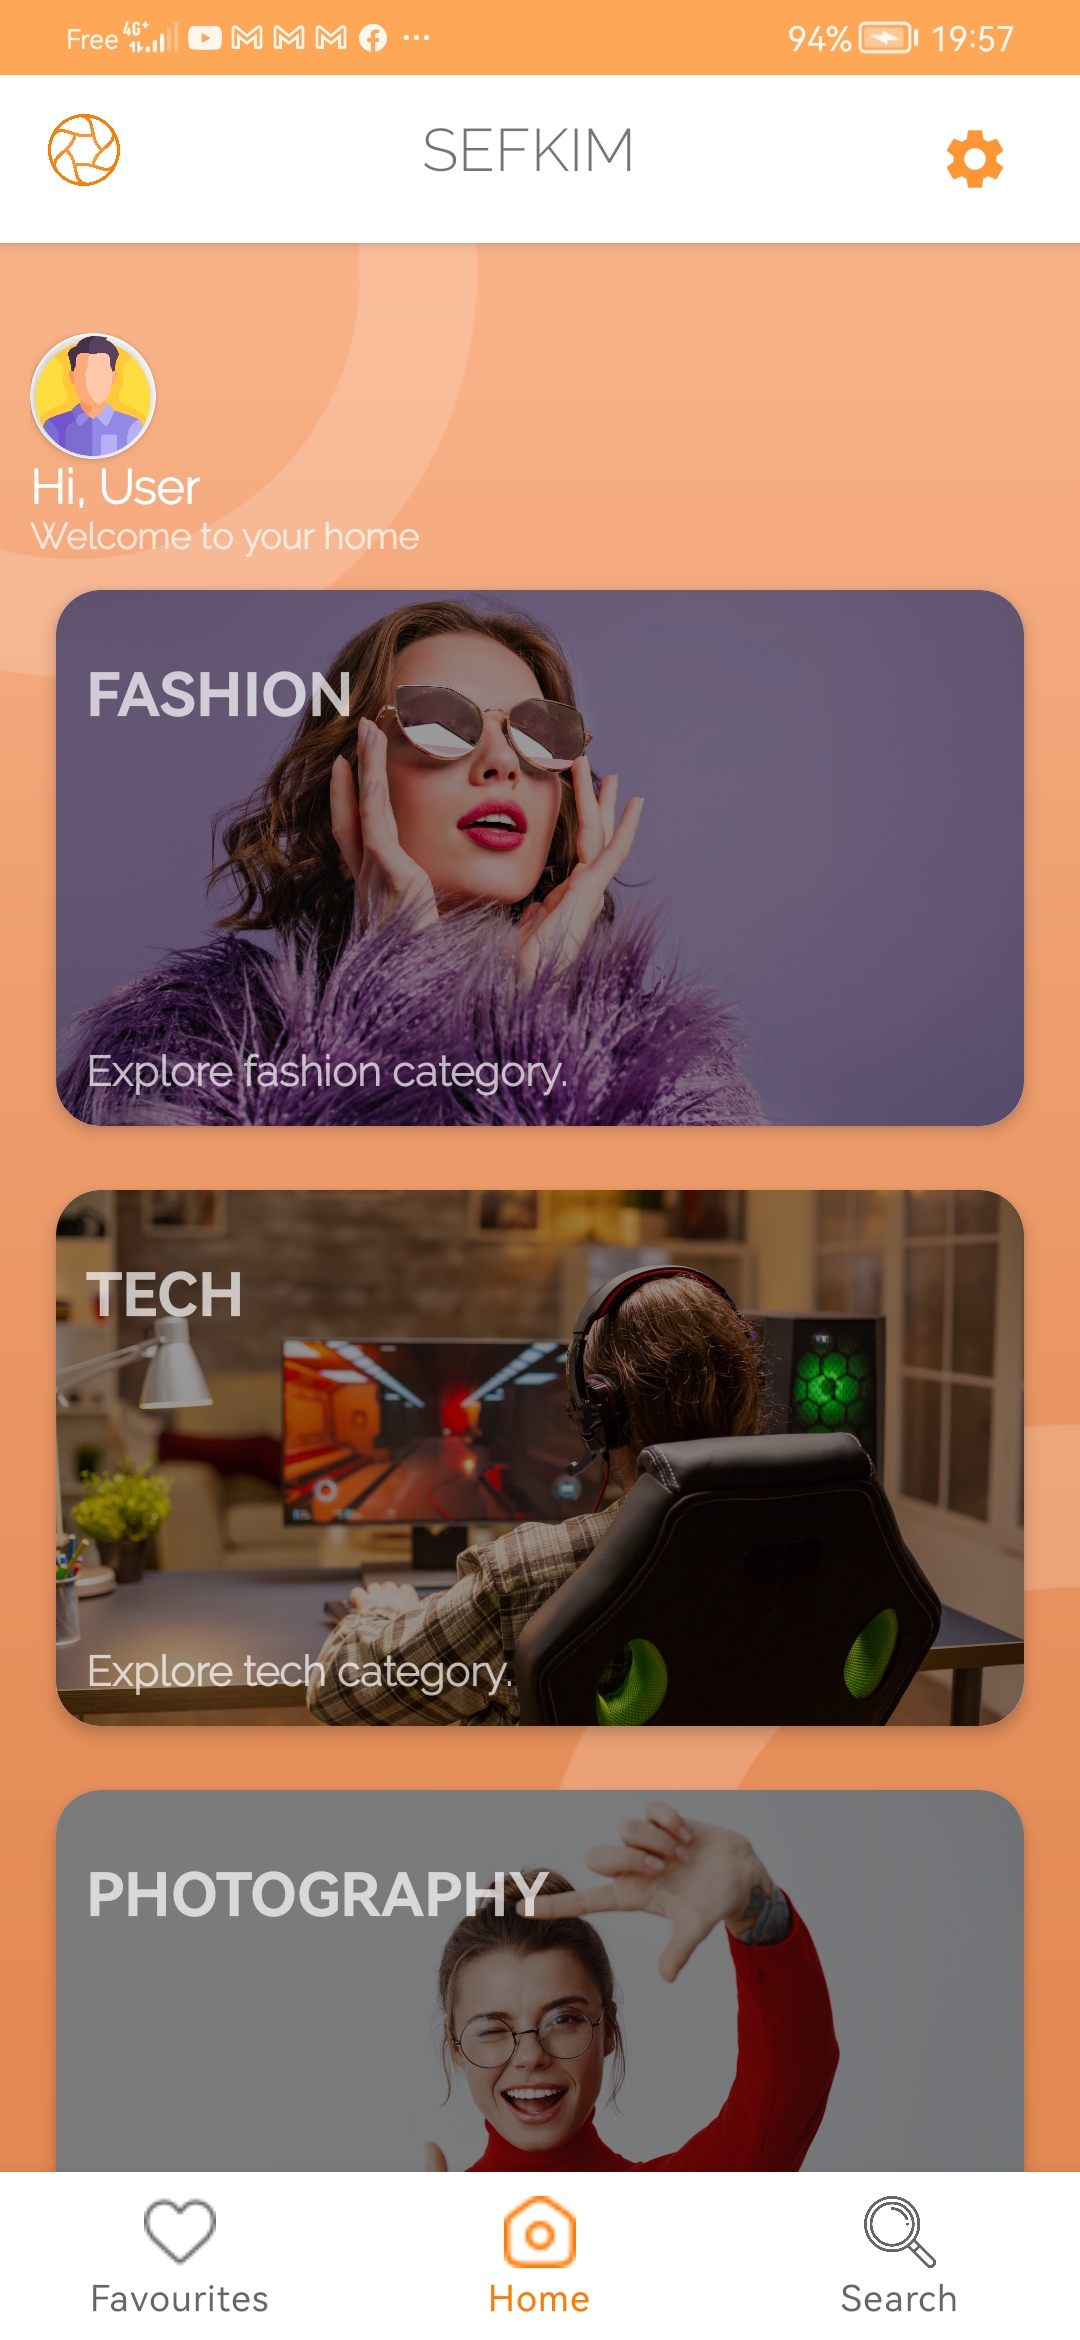 Free 4G+ 94% 19:57
SEFKIM
Hi, User
Welcome to your home
FASHION
Explore fashion category.
TECH
Explore tech category.
PHOTOGRAPHY
Favourites Home Search